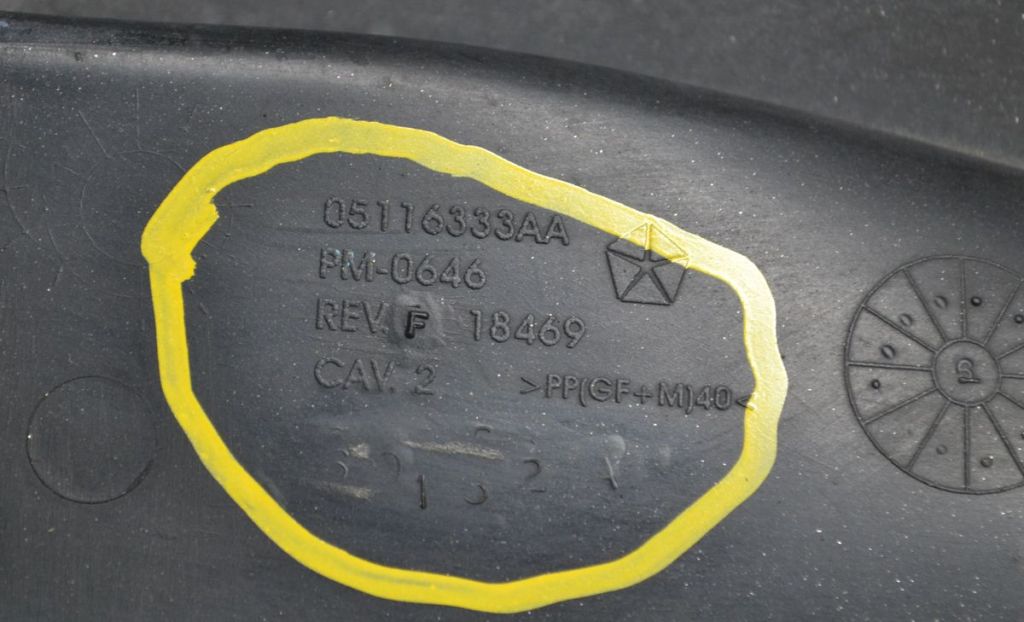 05116333AA
PM-0646
REV. F 18469
CAV. 2 >PP(GF+M)40<